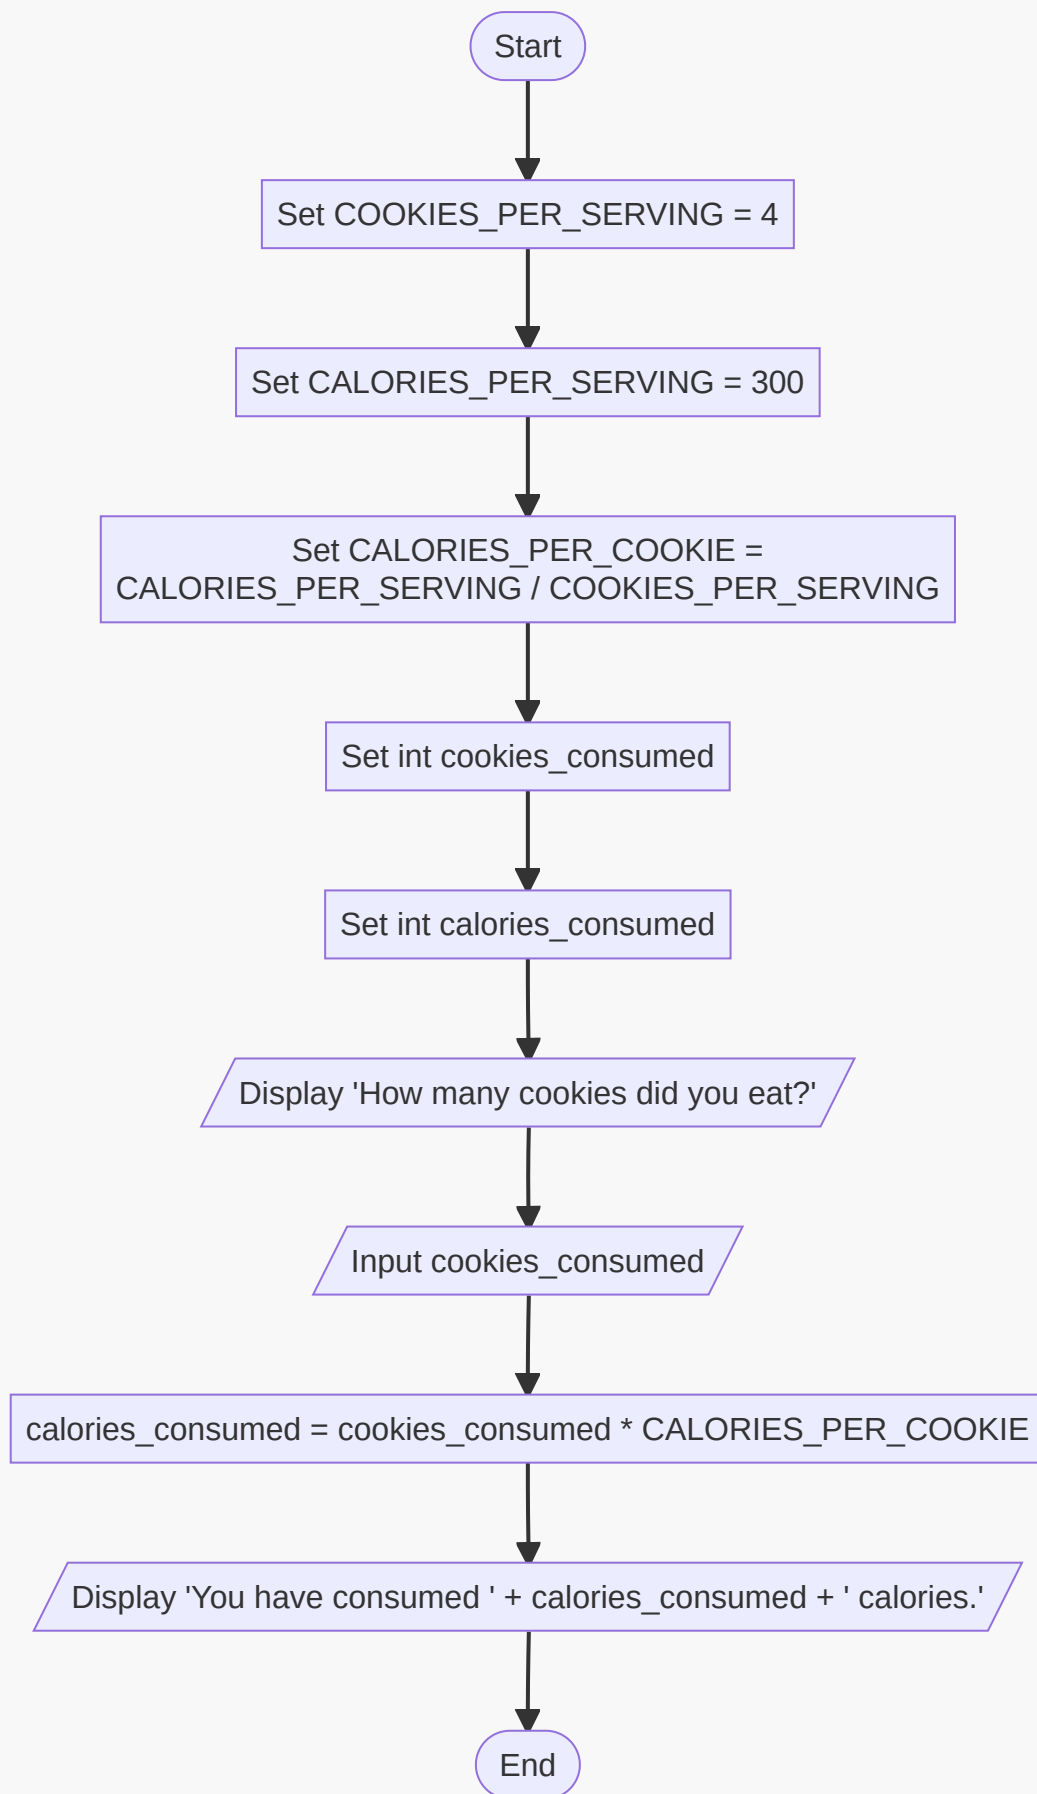 Start
Set COOKIES_PER_SERVING = 4
Set CALORIES_PER_SERVING = 300
Set CALORIES_PER_COOKIE =
CALORIES_PER_SERVING / COOKIES_PER_SERVING
Set int cookies_consumed
Set int calories_consumed
Display 'How many cookies did you eat?'
Input cookies_consumed
calories_consumed = cookies_consumed * CALORIES_PER_COOKIE
Display 'You have consumed ' + calories_consumed + ' calories.'
End